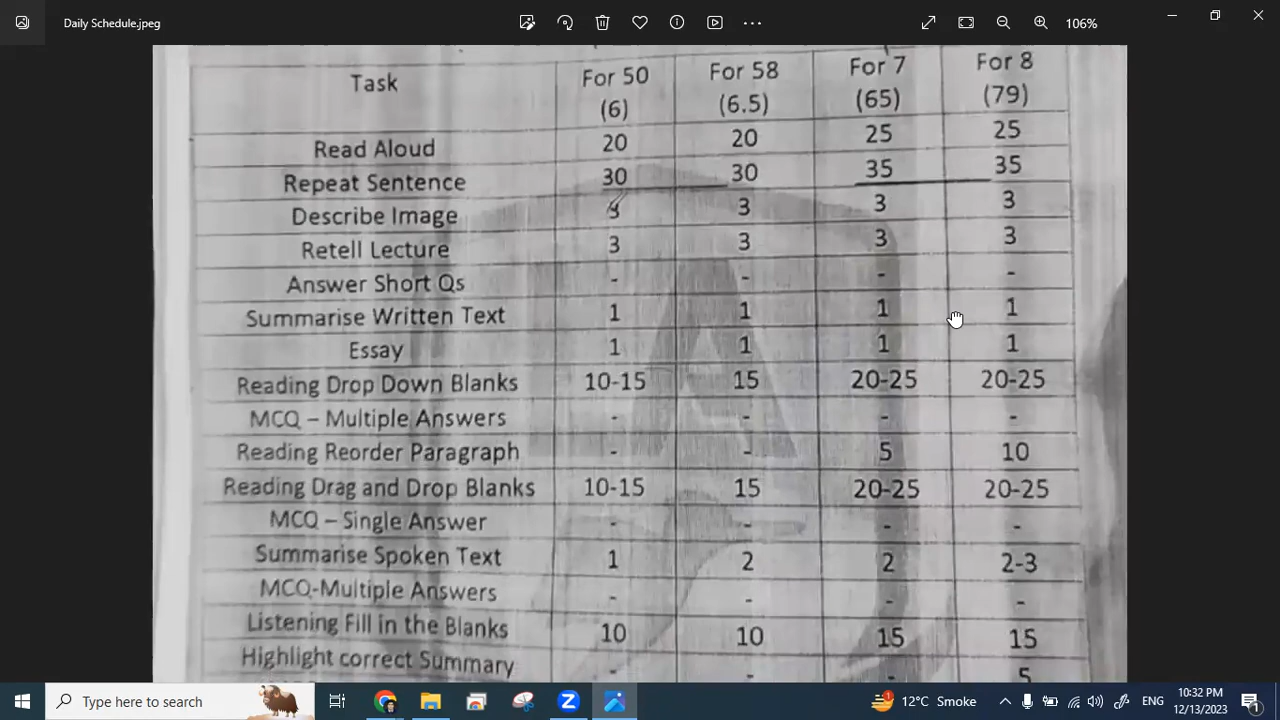 Daily Schedule.jpeg
106%
Task For 50 For 58 For 7 For 8
(6) (6.5) (65) (79)
Read Aloud 20 20 25 25
Repeat Sentence 30 30 35 35
Describe Image 3 3 3 3
Retell Lecture 3 3 3 3
Answer Short Qs - - - -
Summarise Written Text 1 1 1 1
Essay 1 1 1 1
Reading Drop Down Blanks 10-15 15 20-25 20-25
MCQ – Multiple Answers - - - -
Reading Reorder Paragraph - - 5 10
Reading Drag and Drop Blanks 10-15 15 20-25 20-25
MCQ – Single Answer - - - -
Summarise Spoken Text 1 2 2 2-3
MCQ-Multiple Answers - - - -
Listening Fill in the Blanks 10 10 15 15
Highlight correct Summary - - - 5
Type here to search
12°C Smoke
ENG
10:32 PM
12/13/2023
1